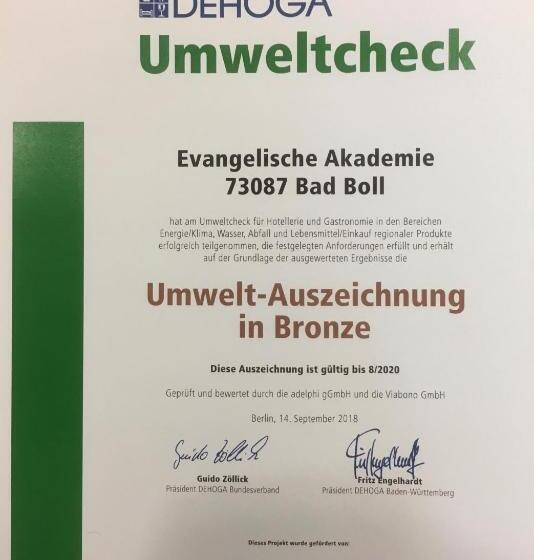 DEHOGA
Umweltcheck
Evangelische Akademie
73087 Bad Boll
hat am Umweltcheck für Hotellerie und Gastronomie in den Bereichen
Energie/Klima, Wasser, Abfall und Lebensmittel/Einkauf regionaler Produkte
erfolgreich teilgenommen, die festgelegten Anforderungen erfüllt und erhält
auf der Grundlage der ausgewerteten Ergebnisse die
Umwelt-Auszeichnung
in Bronze
Diese Auszeichnung ist gültig bis 8/2020
Geprüft und bewertet durch die adelphi gGmbH und die Viabono GmbH
Berlin, 14. September 2018
Guido Zöllick
Guido Zöllick
Präsident DEHOGA Bundesverband
Fritz Engelhardt
Präsident DEHOGA Baden-Württemberg
Dieses Projekt wurde gefördert von: